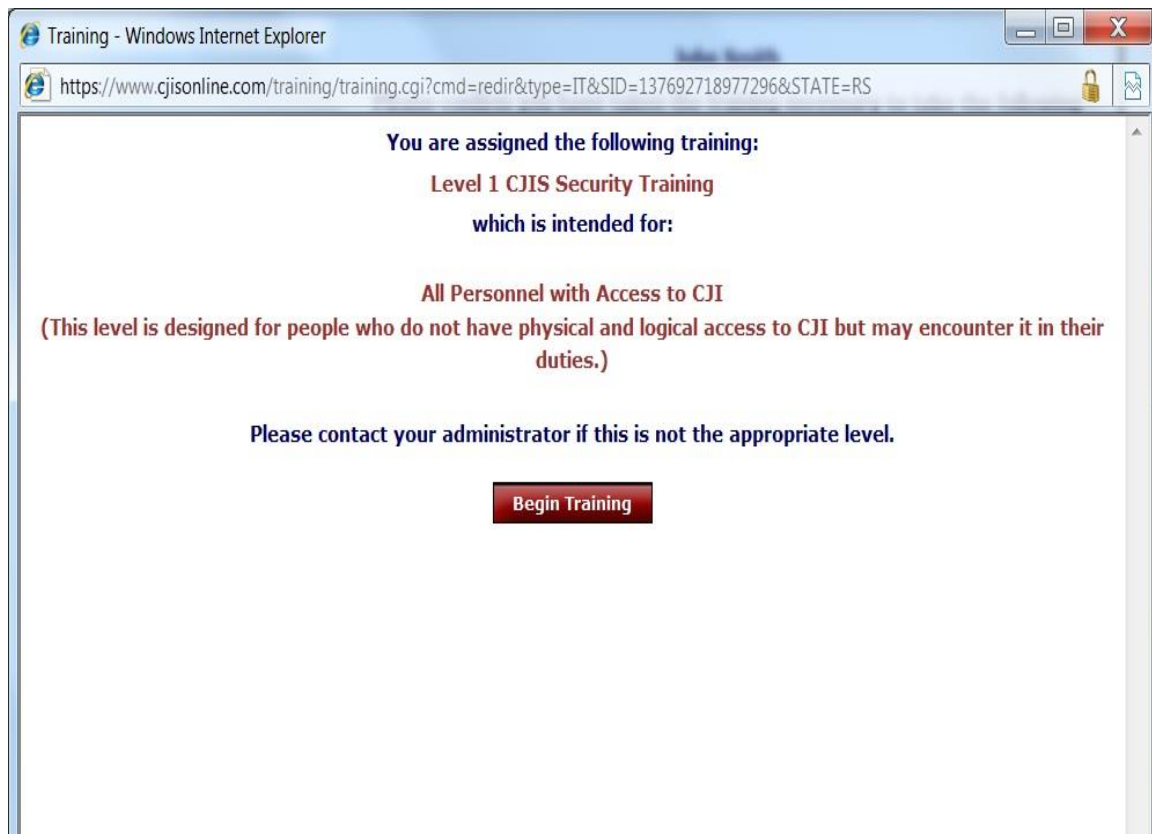 Training - Windows Internet Explorer
https://www.cjisonline.com/training/training.cgi?cmd=redir&type=IT&SID=137692718977296&STATE=RS
You are assigned the following training:
Level 1 CJIS Security Training
which is intended for:
All Personnel with Access to CJI
(This level is designed for people who do not have physical and logical access to CJI but may encounter it in their
duties.)
Please contact your administrator if this is not the appropriate level.
Begin Training